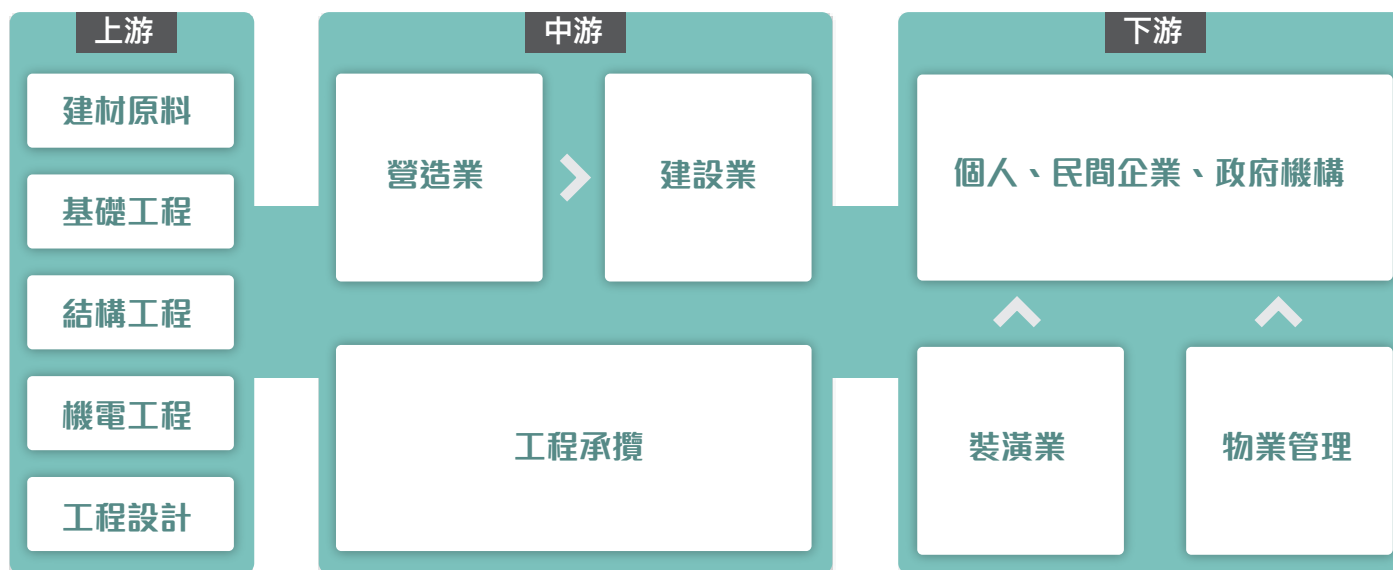 上游
建材原料
基礎工程
結構工程
機電工程
工程設計
中游
營造業
建設業
工程承攬
下游
個人、民間企業、政府機構
裝潢業
物業管理